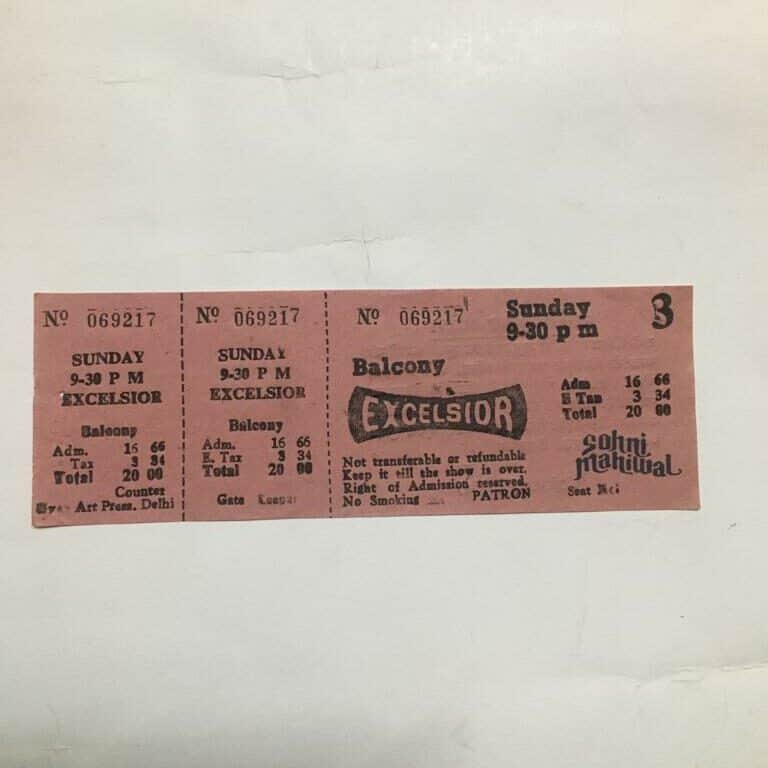 Nº 069217
SUNDAY
9-30 P M
EXCELSIOR
Balcony
Adm. 16 66
Tax 3 34
Total 20 00
Counter
Art Press, Delhi
Nº 069217
SUNDAY
9-30 P M
EXCELSIOR
Balcony
Adm. 16 66
E. Tax 3 34
Total 20 00
Gate Keeper
Nº 069217
Sunday
9-30 p m
3
Balcony
EXCELSIOR
Adm 16 66
E Tax 3 34
Total 20 00
Not transferable or refundable
Keep it till the show is over.
Right of Admission reserved.
No Smoking PATRON
sohni
mahiwal
Seat